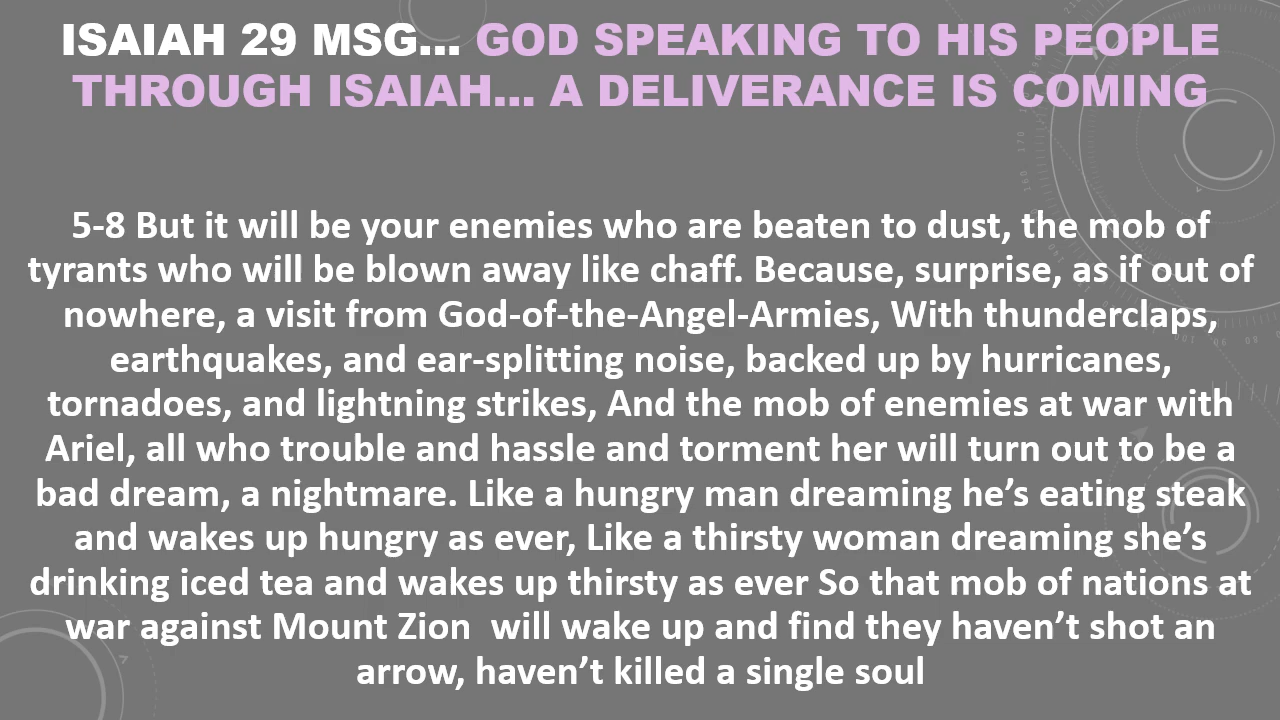 ISAIAH 29 MSG... GOD SPEAKING TO HIS PEOPLE
THROUGH ISAIAH... A DELIVERANCE IS COMING
5-8 But it will be your enemies who are beaten to dust, the mob of
tyrants who will be blown away like chaff. Because, surprise, as if out of
nowhere, a visit from God-of-the-Angel-Armies, With thunderclaps,
earthquakes, and ear-splitting noise, backed up by hurricanes,
tornadoes, and lightning strikes, And the mob of enemies at war with
Ariel, all who trouble and hassle and torment her will turn out to be a
bad dream, a nightmare. Like a hungry man dreaming he’s eating steak
and wakes up hungry as ever, Like a thirsty woman dreaming she’s
drinking iced tea and wakes up thirsty as ever So that mob of nations at
war against Mount Zion  will wake up and find they haven’t shot an
arrow, haven’t killed a single soul